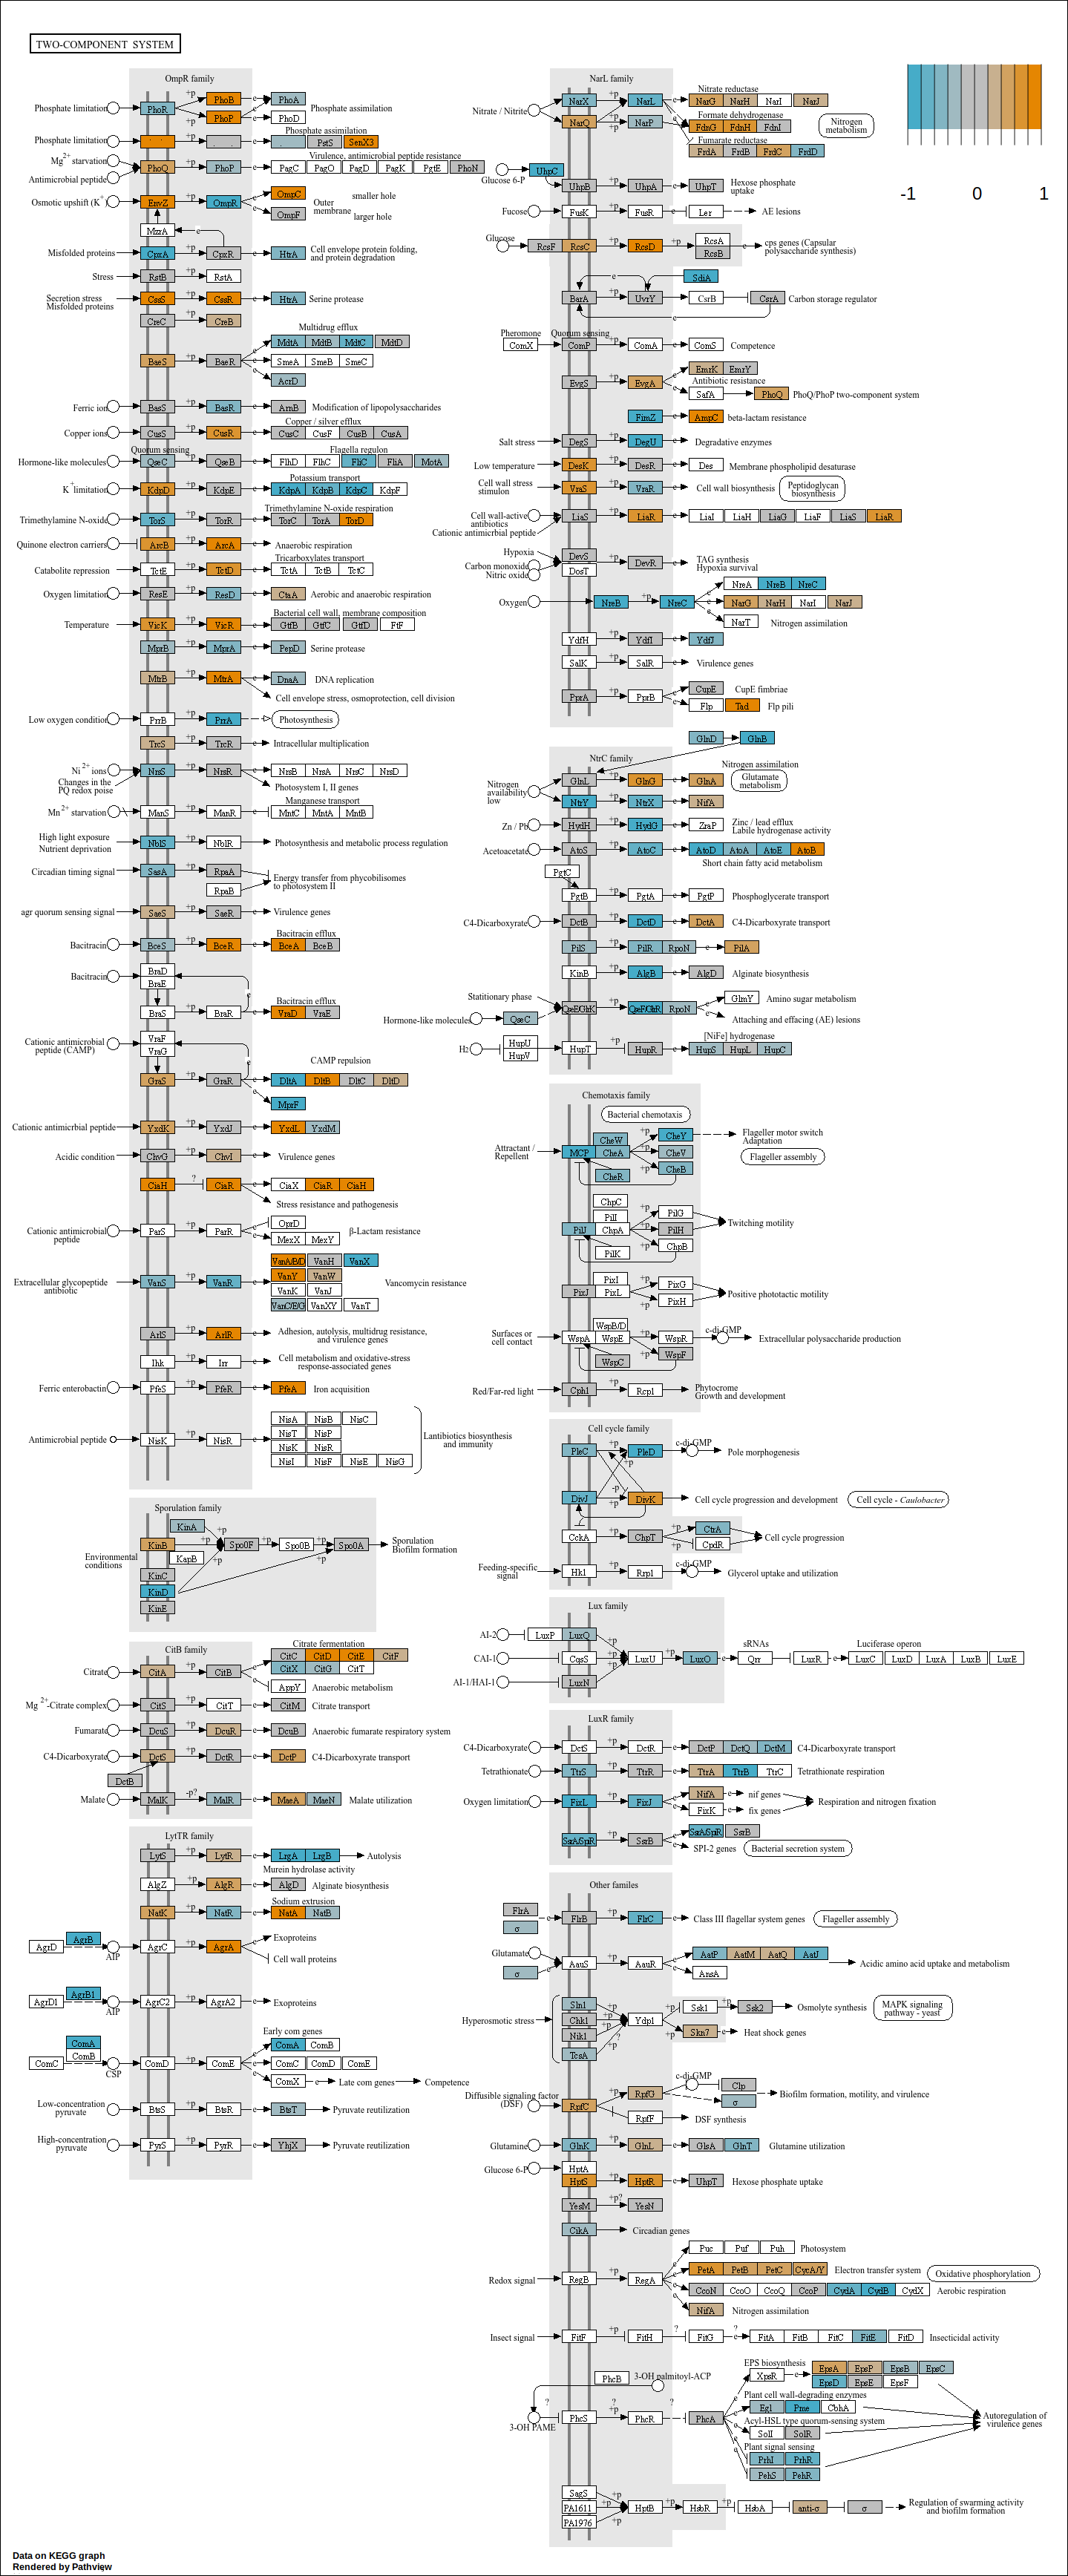 TWO-COMPONENT SYSTEM
-1 0 1
OmpR family
Phosphate limitation
PhoR
+p
PhoB
PhoP
e
PhoA
PhoD
Phosphate assimilation
Phosphate limitation
+p
e
Phosphate assimilation
PstS SenX3
Mg2+ starvation
Antimicrobial peptide
PhoQ +p PhoP e
Virulence, antimicrobial peptide resistance
PagC PagO PagD PagK PgtE PhoN
Osmotic upshift (K+)
EnvZ +p OmpR e
OmpC
OmpF
Outer membrane
smaller hole
larger hole
MzrA e
Misfolded proteins
CpxA +p CpxR e HtrA
Cell envelope protein folding,
and protein degradation
Stress
RstB +p RstA
Secretion stress
Misfolded proteins
CssS +p CssR e HtrA Serine protease
CreC +p CreB
Multidrug efflux
BaeS +p BaeR e
MdtA MdtB MdtC MdtD
SmeA SmeB SmeC
AcrD
Ferric ion BasS +p BasR e ArnB Modification of lipopolysaccharides
Copper / silver efflux
Copper ions CusS +p CusR e CusC CusF CusB CusA
Quorum sensing
Flagella regulon
Hormone-like molecules QseC +p QseB e FlhD FlhC FliC FliA MotA
Potassium transport
K+ limitation KdpD +p KdpE e KdpA KdpB KdpC KdpF
Trimethylamine N-oxide respiration
Trimethylamine N-oxide TorS +p TorR e TorC TorA TorD
Quinone electron carriers ArcB +p ArcA e Anaerobic respiration
Tricarboxylates transport
Catabolite repression TctE +p TctD e TctA TctB TctC
Oxygen limitation ResE +p ResD e CtaA Aerobic and anaerobic respiration
Bacterial cell wall, membrane composition
Temperature VicK +p VicR e GtfB GtfC GtfD FtF
MprB +p MprA e PepD Serine protease
MtrB +p MtrA e DnaA DNA replication
Cell envelope stress, osmoprotection, cell division
Low oxygen condition PrrB +p PrrA e Photosynthesis
TrcS +p TrcR e Intracellular multiplication
Ni2+ ions
Changes in the
PQ redox poise
NrsS +p NrsR e NrsB NrsA NrsC NrsD
Photosystem I, II genes
Manganese transport
Mn2+ starvation ManS +p ManR e MntC MntA MntB
High light exposure
Nutrient deprivation
NblS +p NblR Photosynthesis and metabolic process regulation
Circadian timing signal SasA +p RpaA
RpaB
Energy transfer from phycobilisomes
to photosystem II
agr quorum sensing signal SaeS +p SaeR e Virulence genes
Bacitracin efflux
Bacitracin BceS +p BceR e BceA BceB
Bacitracin BraD
BraE
Bacitracin efflux
BraS +p BraR e VraD VraE
Cationic antimicrobial
peptide (CAMP)
VraF
VraG
CAMP repulsion
GraS +p GraR e DltA DltB DltC DltD
MprF
Cationic antimicrbial peptide YxdK +p YxdJ e YxdL YxdM
Acidic condition ChvG +p ChvI Virulence genes
CiaH ? CiaR e CiaX CiaR CiaH
Stress resistance and pathogenesis
Cationic antimicrobial
peptide
ParS +p ParR e
OprD
MexX MexY
β-Lactam resistance
Extracellular glycopeptide
antibiotic
VanS +p VanR e
VanA/B/D VanH VanX
VanY VanW
VanK VanJ
VanC/E/G VanXY VanT
Vancomycin resistance
ArlS +p ArlR e Adhesion, autolysis, multidrug resistance,
and virulence genes
Ihk +p Irr e Cell metabolism and oxidative-stress
response-associated genes
Ferric enterobactin PfeS +p PfeR e PfeA Iron acquisition
Antimicrobial peptide NisK +p NisR e
NisA NisB NisC
NisT NisP
NisK NisR
NisI NisF NisE NisG
Lantibiotics biosynthesis
and immunity
Sporulation family
Environmental
conditions
KinA
KinB
KapB
KinC
KinD
KinE
+p Spo0F +p Spo0B +p Spo0A
Sporulation
Biofilm formation
CitB family
Citrate fermentation
Citrate CitA +p CitB e
CitC CitD CitE CitF
CitX CitG CitT
AppY Anaerobic metabolism
Mg2+-Citrate complex CitS +p CitT e CitM Citrate transport
Fumarate DcuS +p DcuR e DcuB Anaerobic fumarate respiratory system
C4-Dicarboxyrate DctS +p DctR e DctP C4-Dicarboxyrate transport
DctB
Malate MalK -p? MalR e MaeA MaeN Malate utilization
LytTR family
LytS +p LytR e LrgA LrgB Autolysis
Murein hydrolase activity
AlgZ +p AlgR e AlgD Alginate biosynthesis
Sodium extrusion
NatK +p NatR e NatA NatB
AgrD AgrB AIP AgrC +p AgrA e
Exoproteins
Cell wall proteins
AgrD1 AgrB1 AIP AgrC2 +p AgrA2 e Exoproteins
ComC ComA
ComB CSP ComD +p ComE e
Early com genes
ComA ComB
ComC ComD ComE
ComX e Late com genes Competence
Low-concentration
pyruvate
BtsS +p BtsR e BtsT Pyruvate reutilization
High-concentration
pyruvate
PyrS +p PyrR e YhjX Pyruvate reutilization
NarL family
Nitrate / Nitrite
NarX +p NarL
NarQ +p NarP
Nitrate reductase
NarG NarH NarI NarJ
Formate dehydrogenase
FdnG FdnH FdnI
Fumarate reductase
FrdA FrdB FrdC FrdD
Nitrogen
metabolism
Glucose 6-P UhpC
UhpB +p UhpA e UhpT Hexose phosphate
uptake
Fucose FusK +p FusR e Ler AE lesions
Glucose RcsF RcsC +p RcsD +p RcsA
RcsB
e cps genes (Capsular
polysaccharide synthesis)
SdiA
BarA +p UvrY e CsrB CsrA Carbon storage regulator
Pheromone Quorum sensing
ComX ComP +p ComA e ComS Competence
EvgS +p EvgA e
EmrK EmrY
Antibiotic resistance
SafA PhoQ PhoQ/PhoP two-component system
FimZ AmpC beta-lactam resistance
Salt stress DegS +p DegU e Degradative enzymes
Low temperature DesK +p DesR e Des Membrane phospholipid desaturase
Cell wall stress
stimulon
VraS +p VraR e Cell wall biosynthesis Peptidoglycan
biosynthesis
Cell wall-active
antibiotics
Cationic antimicrbial peptide
LiaS +p LiaR e LiaI LiaH LiaG LiaF LiaS LiaR
Hypoxia
Carbon monoxide
Nitric oxide
DevS
DosT
+p DevR e TAG synthesis
Hypoxia survival
Oxygen NreB +p NreC e
NreA NreB NreC
NarG NarH NarI NarJ
NarT Nitrogen assimilation
YdfH +p YdfI e YdfJ
SalK +p SalR e Virulence genes
PprA +p PprB e
CupE CupE fimbriae
Flp Tad Flp pili
GlnD GlnB
NtrC family
Nitrogen
availability
low
GlnL +p GlnG e GlnA
NtrY +p NtrX e NifA
Nitrogen assimilation
Glutamate
metabolism
Zn / Pb HydH +p HydG e ZraP Zinc / lead efflux
Labile hydrogenase activity
Acetoacetate AtoS +p AtoC e AtoD AtoA AtoE AtoB
Short chain fatty acid metabolism
PgtC
PgtB +p PgtA e PgtP Phosphoglycerate transport
C4-Dicarboxyrate DctB +p DctD e DctA C4-Dicarboxyrate transport
PilS +p PilR RpoN e PilA
KinB +p AlgB e AlgD Alginate biosynthesis
Statitionary phase
Hormone-like molecules QseC
QseE/GlrK +p QseF/GlrR RpoN e
GlmY Amino sugar metabolism
Attaching and effacing (AE) lesions
H2 HupU
HupV
HupT +p HupR e
[NiFe] hydrogenase
HupS HupL HupC
Chemotaxis family
Bacterial chemotaxis
Attractant /
Repellent
MCP CheW
CheA
CheR
+p CheY
CheV
CheB
Flageller motor switch
Adaptation
Flageller assembly
PilJ ChpC
PilI
ChpA
PilK
+p PilG
PilH
ChpB
Twitching motility
PixJ PixI
PixL
+p PixG
PixH
Positive phototactic motility
Surfaces or
cell contact
WspA WspB/D
WspE
WspC
+p WspR
WspF
c-di-GMP
Extracellular polysaccharide production
Red/Far-red light Cph1 +p Rcp1 Phytocrome
Growth and development
Cell cycle family
PleC +p PleD c-di-GMP Pole morphogenesis
+p
-p
DivJ +p DivK Cell cycle progression and development Cell cycle - Caulobacter
CckA +p ChpT +p CtrA
CpdR
Cell cycle progression
Feeding-specific
signal
Hk1 +p Rrp1 c-di-GMP Glycerol uptake and utilization
Lux family
AI-2 LuxP LuxQ
CAI-1 CqsS
AI-1/HAI-1 LuxN
+p LuxU +p LuxO e
sRNAs
Qrr LuxR e
Luciferase operon
LuxC LuxD LuxA LuxB LuxE
LuxR family
C4-Dicarboxyrate DctS +p DctR e DctP DctQ DctM C4-Dicarboxyrate transport
Tetrathionate TtrS +p TtrR e TtrA TtrB TtrC Tetrathionate respiration
Oxygen limitation FixL +p FixJ e
NifA e nif genes
FixK e fix genes
Respiration and nitrogen fixation
SsrA/SpiR +p SsrB e
SsrA/SpiR SsrB
SPI-2 genes Bacterial secretion system
Other familes
FlrA
σ
e FlrB +p FlrC e Class III flagellar system genes Flageller assembly
Glutamate
σ
AauS +p AauR e
AatP AatM AatQ AatJ
AnsA
Acidic amino acid uptake and metabolism
Hyperosmotic stress
Sln1
Chk1
Nik1
TcsA
+p Ydp1 +p
Ssk1 Ssk2 Osmolyte synthesis
Skn7 Heat shock genes
MAPK signaling
pathway - yeast
Diffusible signaling factor
(DSF)
RpfC +p RpfG
RpfF
c-di-GMP
Clp
σ
Biofilm formation, motility, and virulence
DSF synthesis
Glutamine GlnK +p GlnL e GlsA GlnT Glutamine utilization
Glucose 6-P HptA
HptS +p HptR e UhpT Hexose phosphate uptake
YesM +p? YesN
CikA Circadian genes
Redox signal RegB +p RegA e
Puc Puf Puh Photosystem
PetA PetB PetC CycA/Y Electron transfer system Oxidative phosphorylation
CcoN CcoO CcoQ CcoP CydA CydB CydX Aerobic respiration
NifA Nitrogen assimilation
Insect signal FitF +p FitH ? FitG ? e FitA FitB FitC FitE FitD Insecticidal activity
PhcB 3-OH palmitoyl-ACP
3-OH PAME ? PhcS ? PhcR ? PhcA e
EPS biosynthesis
XpsR e EpsA EpsP EpsB EpsC
EpsD EpsE EpsF
Plant cell wall-degrading enzymes
Egl Pme CbhA
Acyl-HSL type quorum-sensing system
SolI SolR
Plant signal sensing
PrhI PrhR
PehS PehR
Autoregulation of
virulence genes
SagS
PA1611
PA1976
+p HptB +p HsbR +p HsbA anti-σ σ e Regulation of swarming activity
and biofilm formation
Data on KEGG graph
Rendered by Pathview